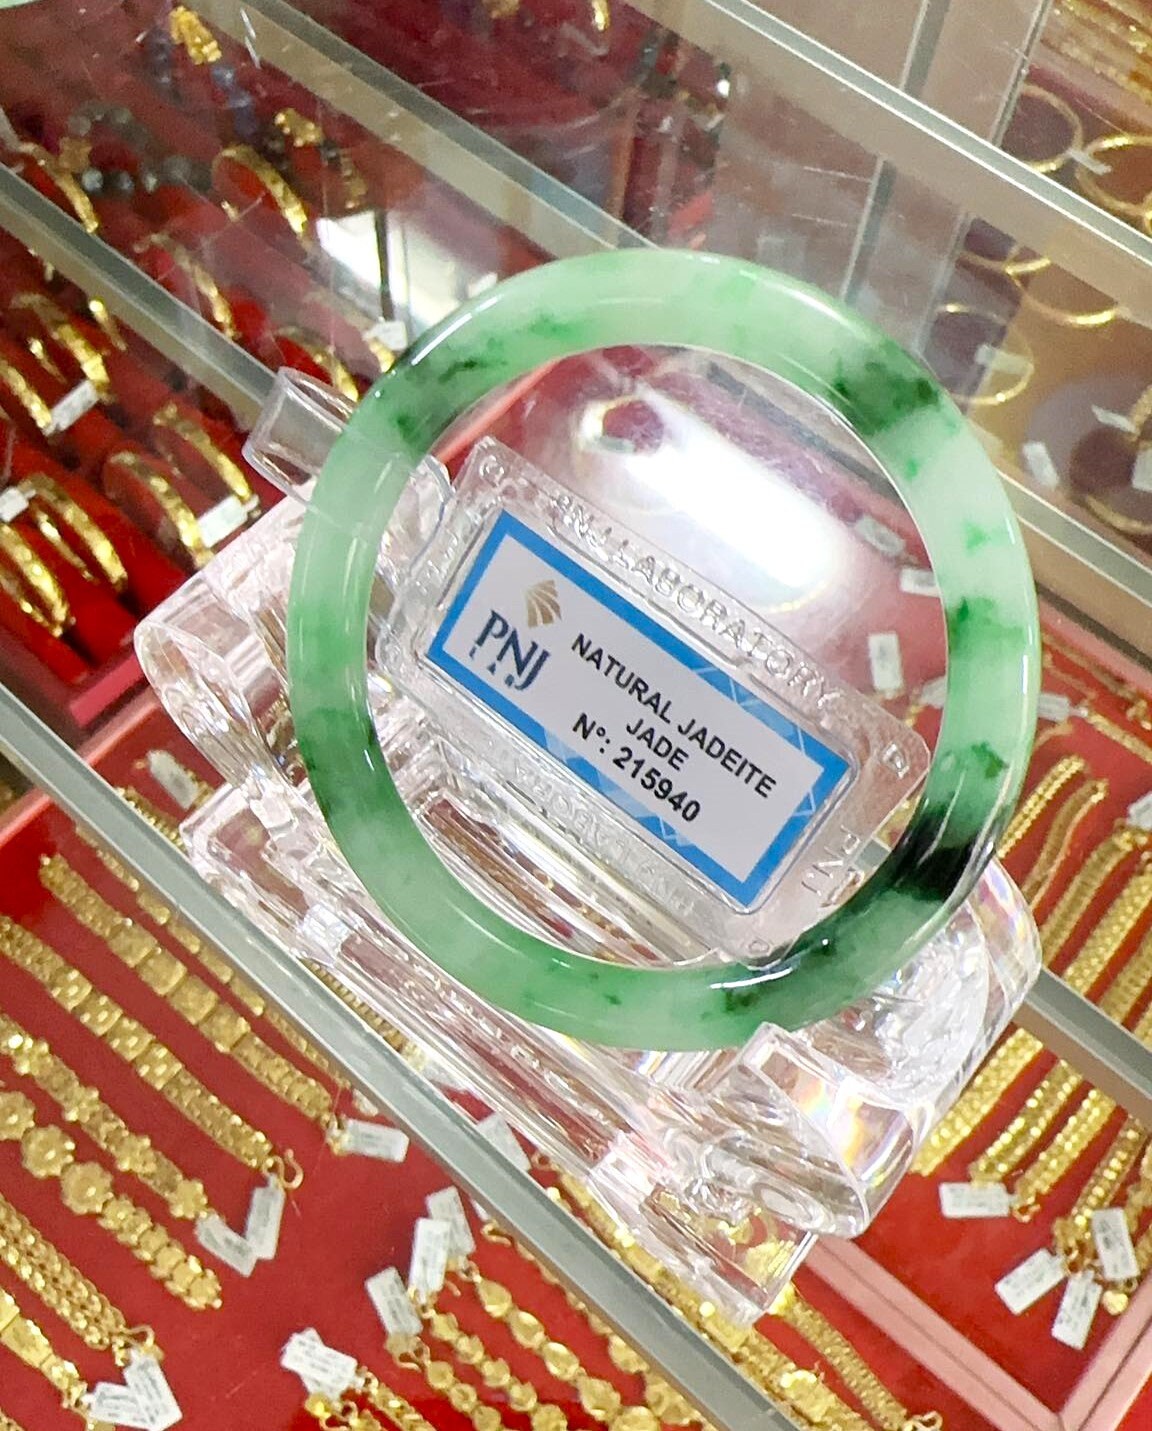 PNJ LABORATORY
PNJ
NATURAL JADEITE
JADE
N°: 215940
PNJ